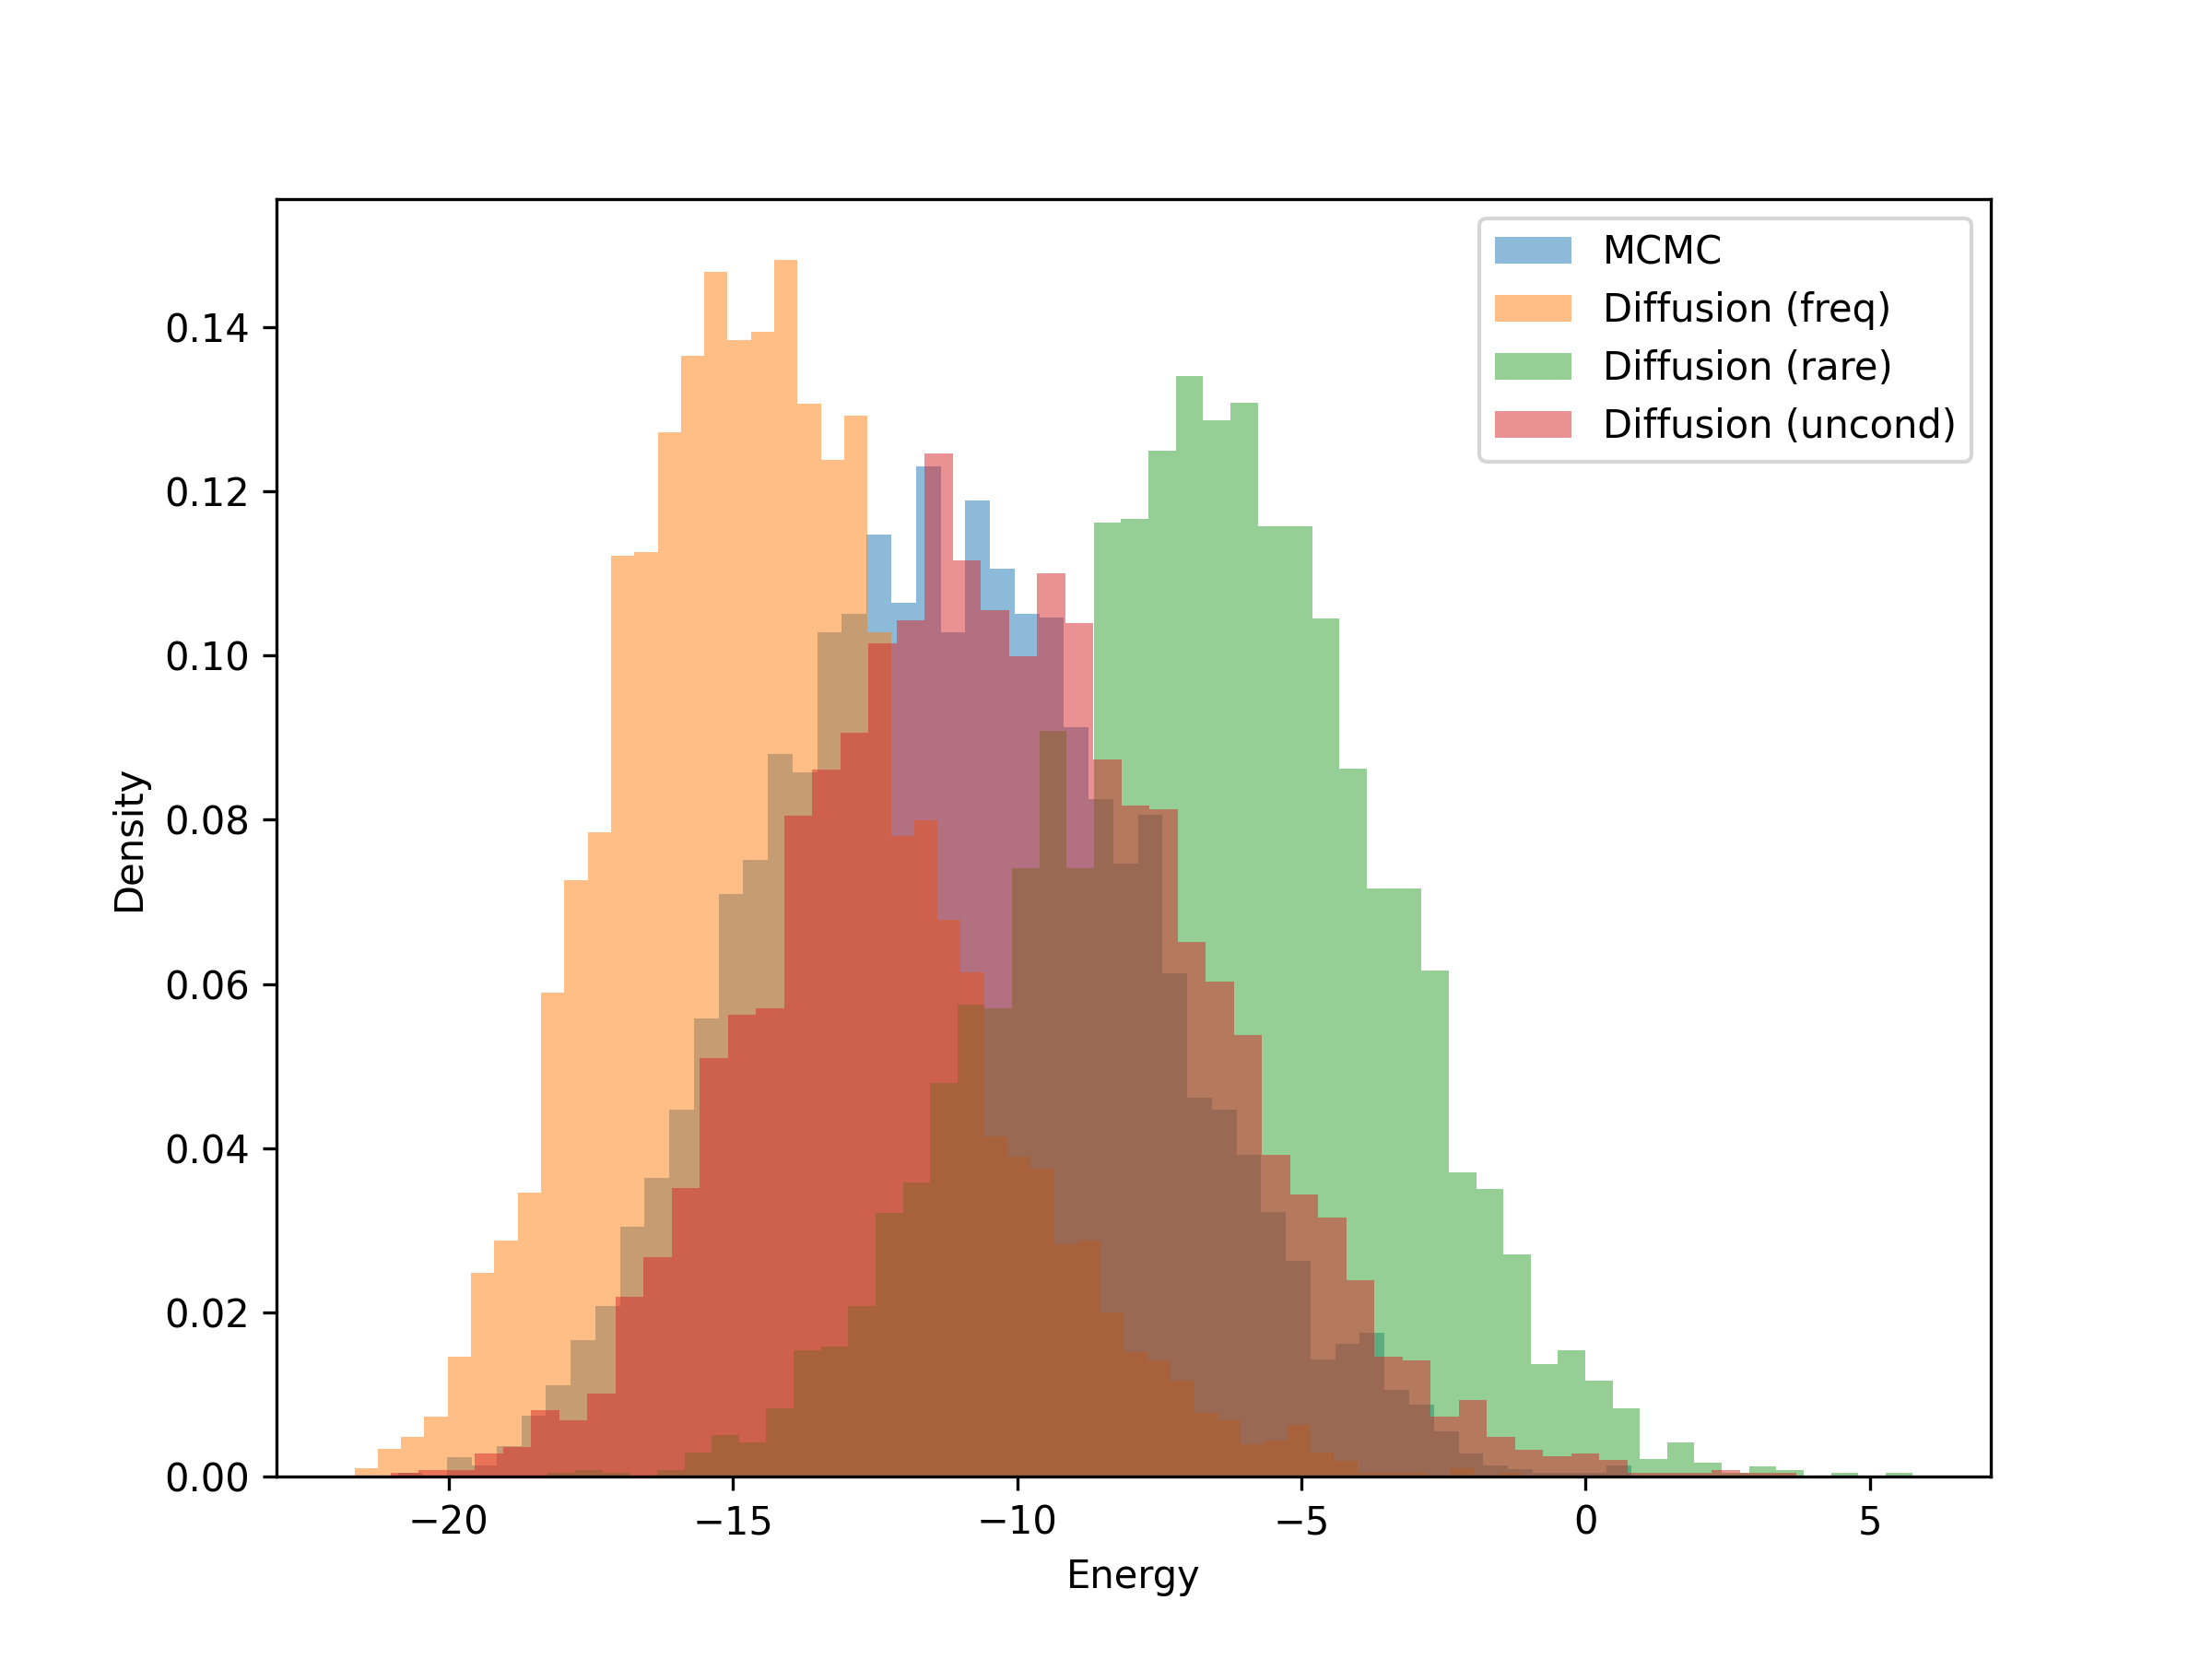 MCMC
Diffusion (freq)
Diffusion (rare)
Diffusion (uncond)
0.14
0.12
0.10
0.08
0.06
0.04
0.02
0.00
Density
−20 −15 −10 −5 0 5
Energy